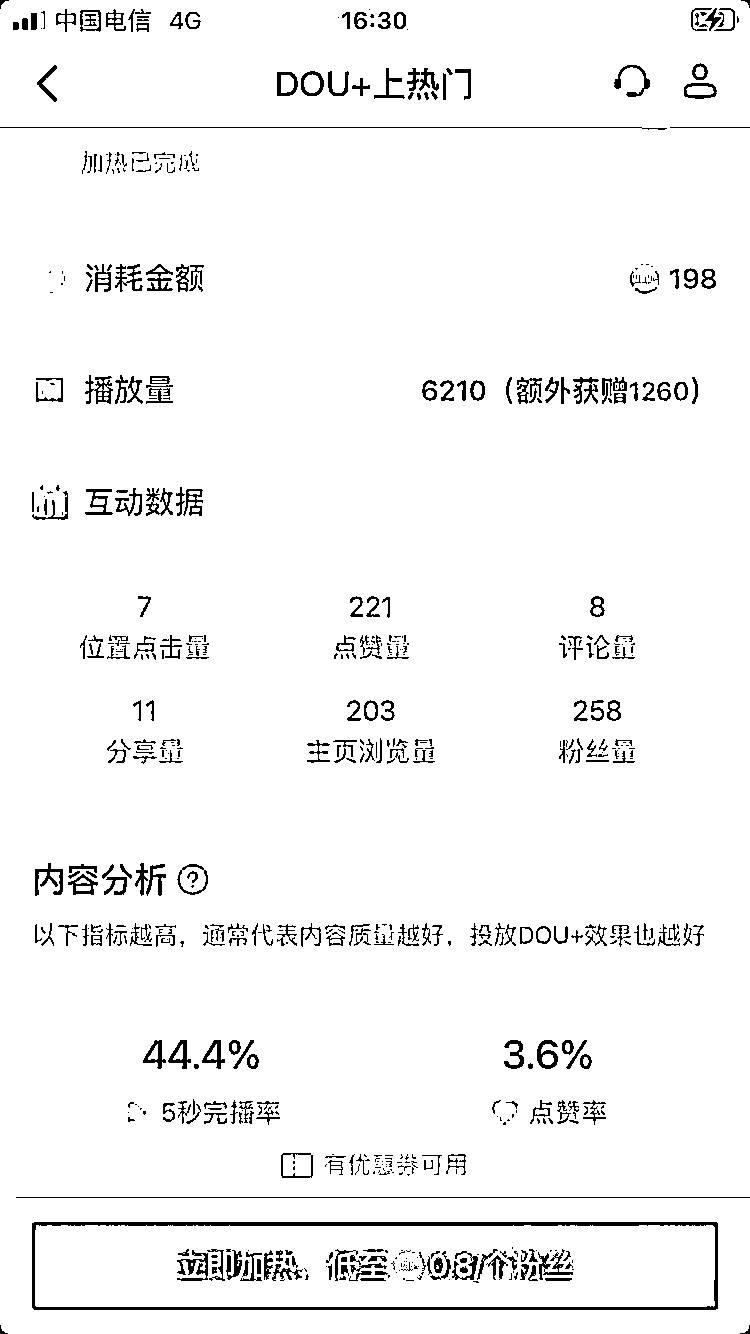 中国电信 4G 16:30
DOU+上热门
加热已完成
消耗金额 198
播放量 6210（额外获赠1260）
互动数据
7 221 8
位置点击量 点赞量 评论量
11 203 258
分享量 主页浏览量 粉丝量
内容分析 ?
以下指标越高，通常代表内容质量越好，投放DOU+效果也越好
44.4% 3.6%
5秒完播率 点赞率
有优惠券可用
立即加热，低至0.8/个粉丝